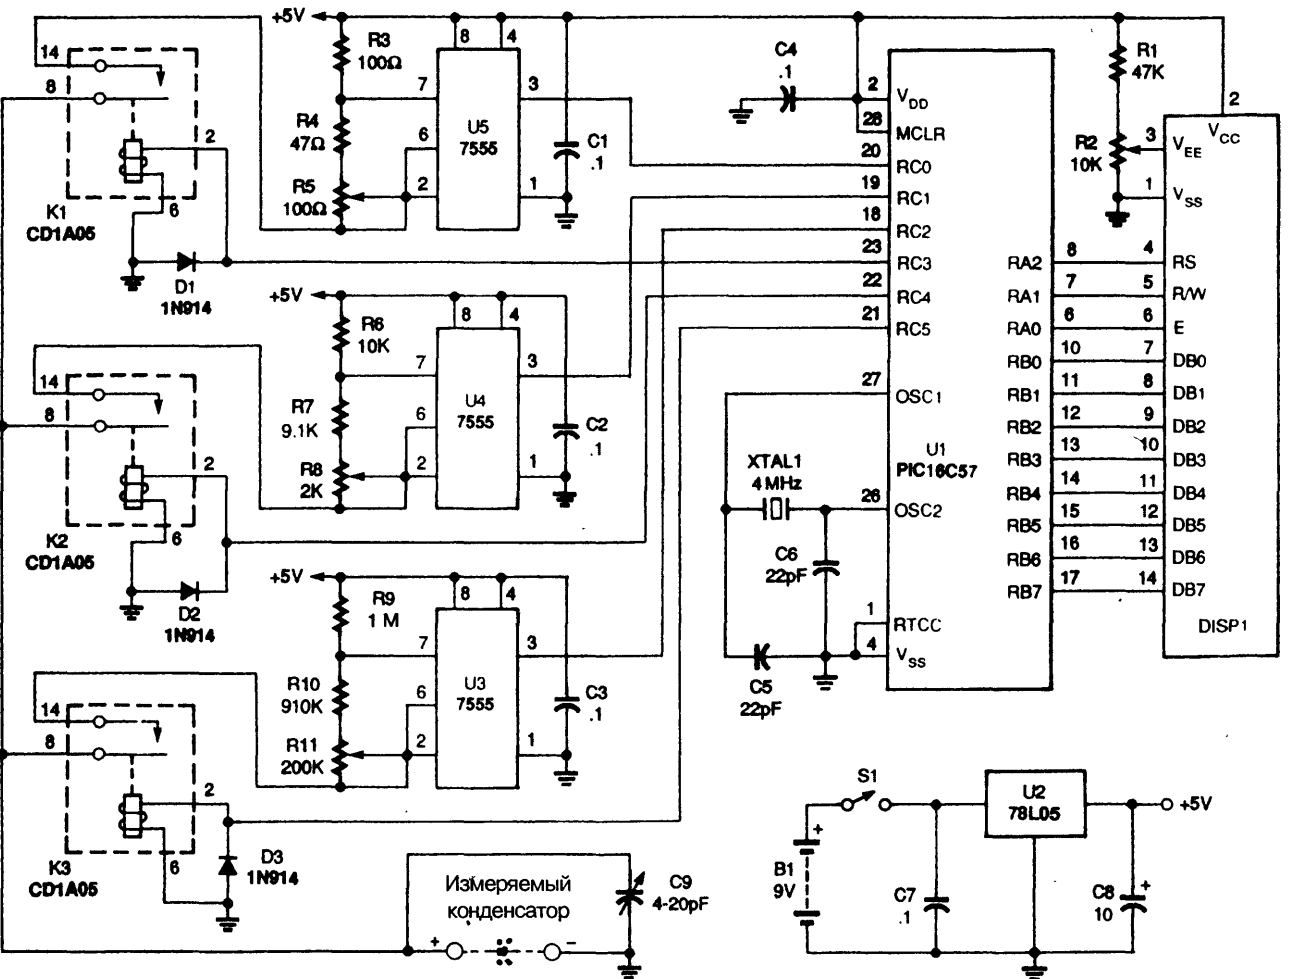 +5V
R3
100Ω
8
4
7
U5
7555
3
R4
47Ω
6
C1
.1
R5
100Ω
2
1
14
8
2
6
K1
CD1A05
D1
1N914
+5V
R6
10K
8
4
7
3
R7
9.1K
U4
7555
6
C2
.1
R8
2K
2
1
14
8
2
6
K2
CD1A05
D2
1N914
+5V
R9
1 M
8
4
7
3
R10
910K
U3
7555
6
C3
.1
R11
200K
2
1
14
8
2
6
K3
CD1A05
D3
1N914
Измеряемый
конденсатор
+
−
C9
4-20pF
C4
.1
2
VDD
28
MCLR
20
RC0
19
RC1
18
RC2
23
RC3
22
RC4
21
RC5
27
OSC1
U1
PIC16C57
XTAL1
4MHz
26
OSC2
C6
22pF
1
RTCC
4
VSS
C5
22pF
R1
47K
R2
10K
2
VCC
3
VEE
1
VSS
RA2 8 4 RS
RA1 7 5 R/W
RA0 6 6 E
RB0 10 7 DB0
RB1 11 8 DB1
RB2 12 9 DB2
RB3 13 10 DB3
RB4 14 11 DB4
RB5 15 12 DB5
RB6 16 13 DB6
RB7 17 14 DB7
DISP1
S1
U2
78L05
+5V
+
B1
9V
C7
.1
C8
10
+